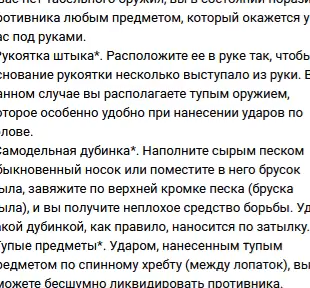 вас нет табельного оружия, вы в состоянии порази
ротивника любым предметом, который окажется у
ас под руками.
Рукоятка штыка*. Расположите ее в руке так, чтобь
снование рукоятки несколько выступало из руки. В
анном случае вы располагаете тупым оружием,
оторое особенно удобно при нанесении ударов по
олове.
Самодельная дубинка*. Наполните сырым песком
быкновенный носок или поместите в него брусок
ыла, завяжите по верхней кромке песка (бруска
ыла), и вы получите неплохое средство борьбы. Уд
акой дубинкой, как правило, наносится по затылку.
Тупые предметы*. Ударом, нанесенным тупым
редметом по спинному хребту (между лопаток), вы
можете бесшумно ликвидировать противника.